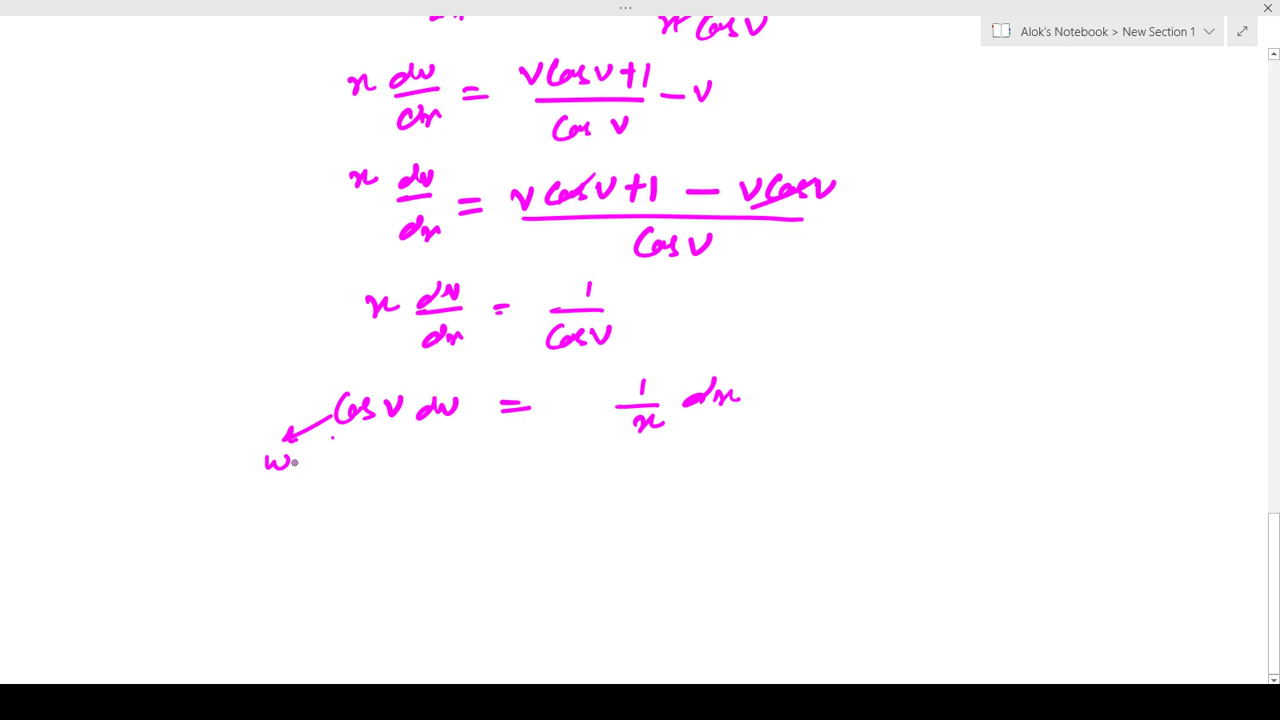 Alok's Notebook > New Section 1
x cos v
x dv/dx = (v cos v + 1)/cos v - v
x dv/dx = (v cos v + 1 - v cos v)/cos v
x dv/dx = 1/cos v
cos v dv = 1/x dx
w